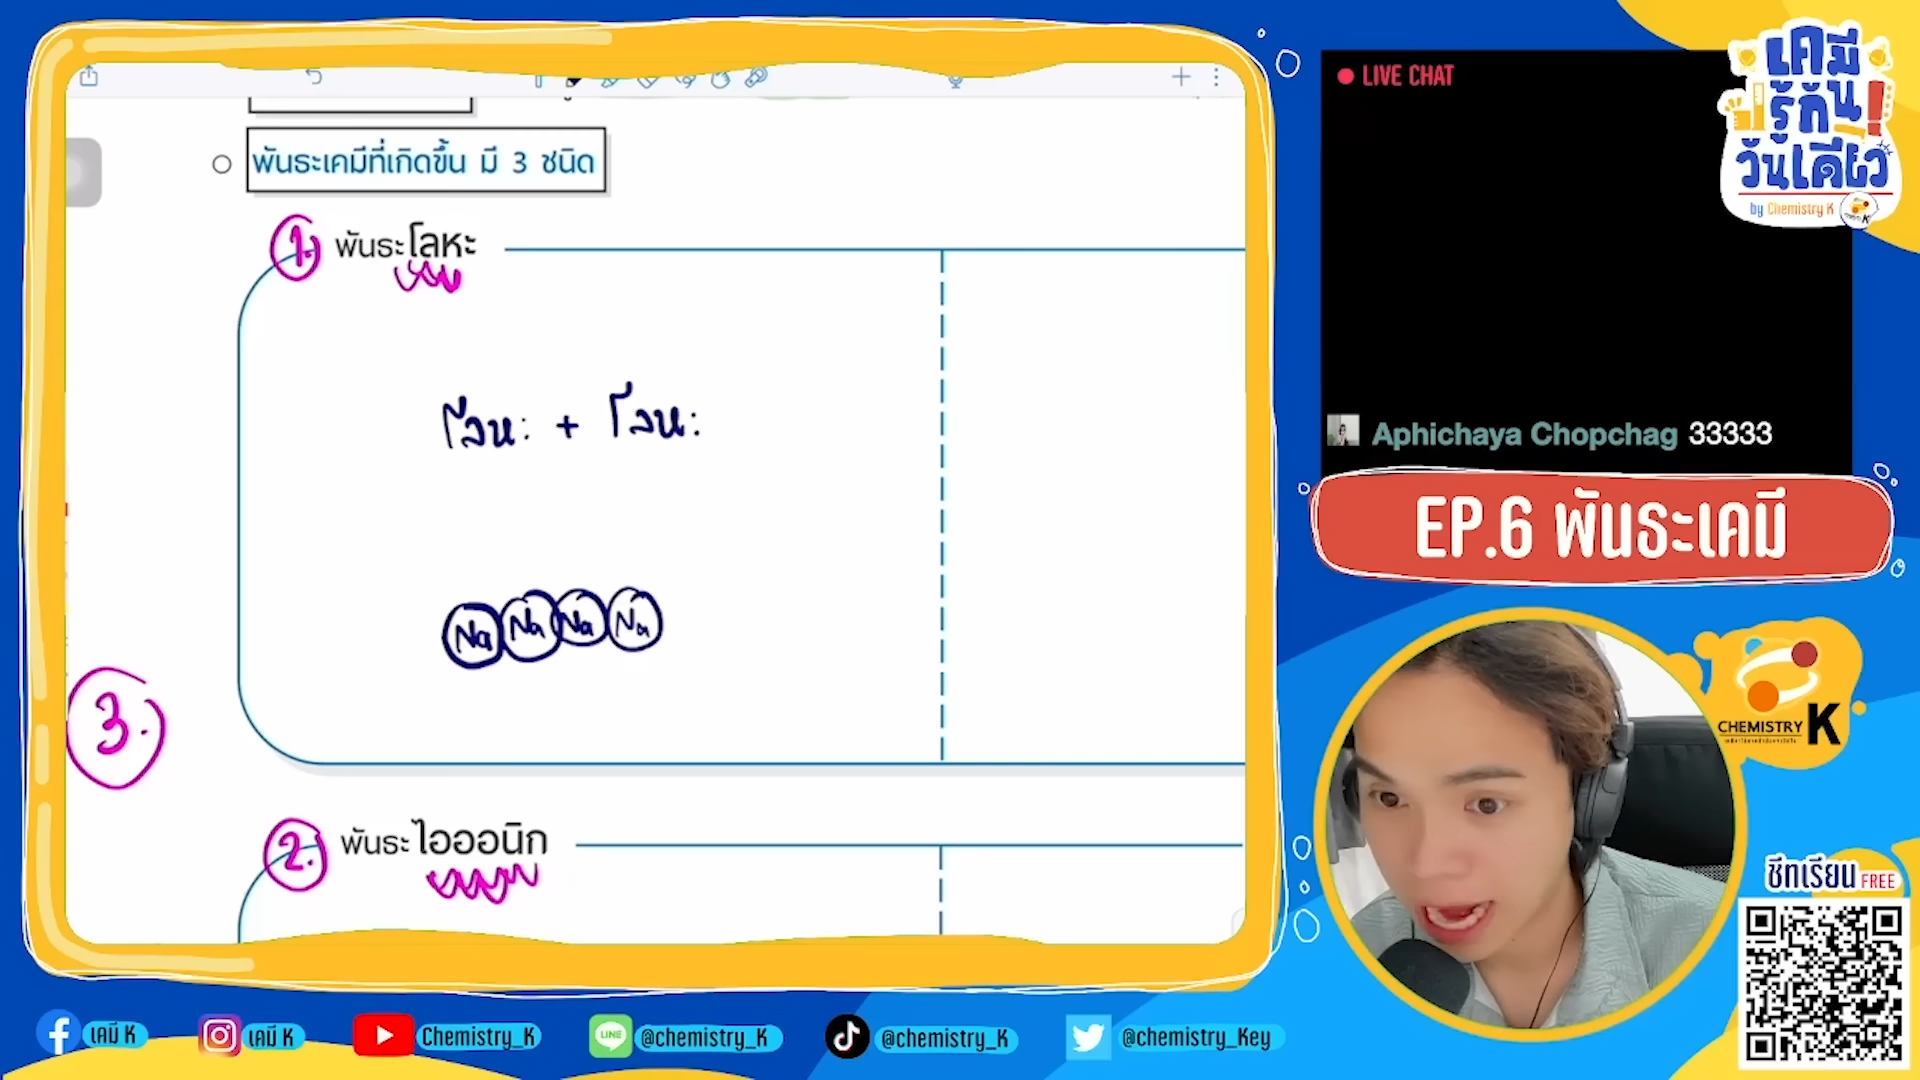 พันธะเคมีที่เกิดขึ้น มี 3 ชนิด
1. พันธะโลหะ
โลหะ + โลหะ
Na Na Na Na
3.
2. พันธะไอออนิก
LIVE CHAT
Aphichaya Chopchag 33333
เคมี
รู้กัน
วันเดียว!
by Chemistry K
EP.6 พันธะเคมี
CHEMISTRY K
ชีทเรียน FREE
เคมี K
เคมี K
Chemistry_K
LINE
@chemistry_K
@chemistry_K
@chemistry_Key